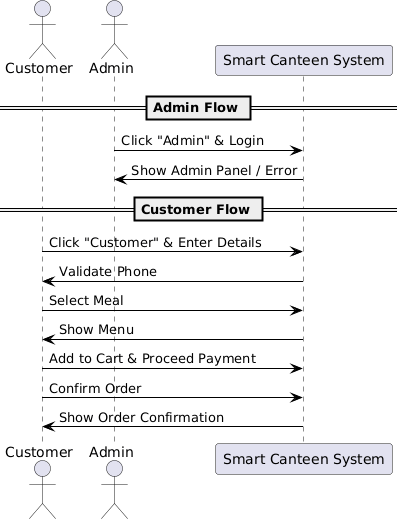 Customer
Admin
Smart Canteen System
Admin Flow
Click "Admin" & Login
Show Admin Panel / Error
Customer Flow
Click "Customer" & Enter Details
Validate Phone
Select Meal
Show Menu
Add to Cart & Proceed Payment
Confirm Order
Show Order Confirmation
Customer
Admin
Smart Canteen System